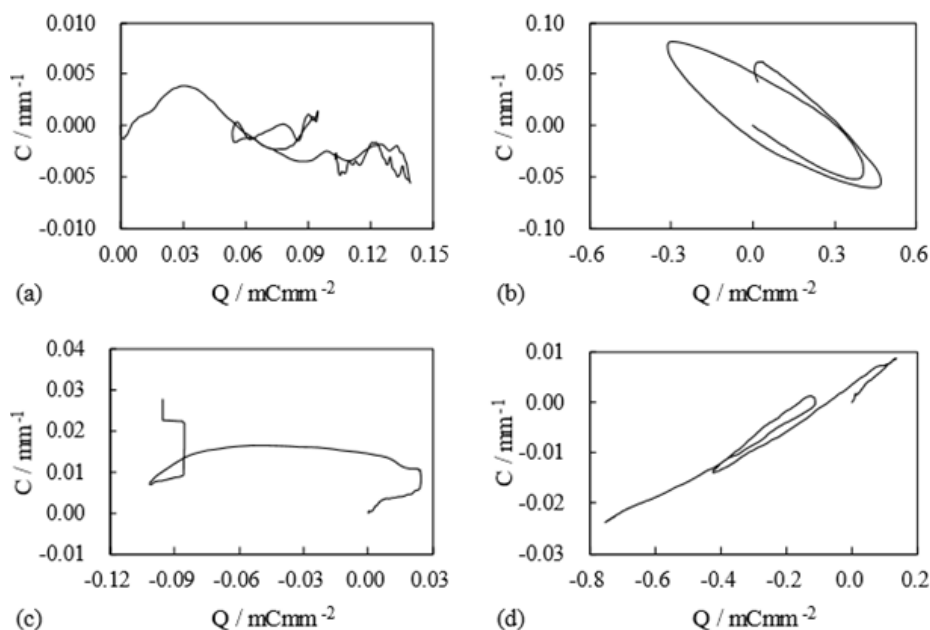 0.010
0.005
0.000
-0.005
-0.010
C / mm⁻¹
0.00 0.03 0.06 0.09 0.12 0.15
(a) Q / mCmm⁻²
0.10
0.05
0.00
-0.05
-0.10
C / mm⁻¹
-0.6 -0.3 0.0 0.3 0.6
(b) Q / mCmm⁻²
0.04
0.03
0.02
0.01
0.00
-0.01
C / mm⁻¹
-0.12 -0.09 -0.06 -0.03 0.00 0.03
(c) Q / mCmm⁻²
0.01
0.00
-0.01
-0.02
-0.03
C / mm⁻¹
-0.8 -0.6 -0.4 -0.2 0.0 0.2
(d) Q / mCmm⁻²